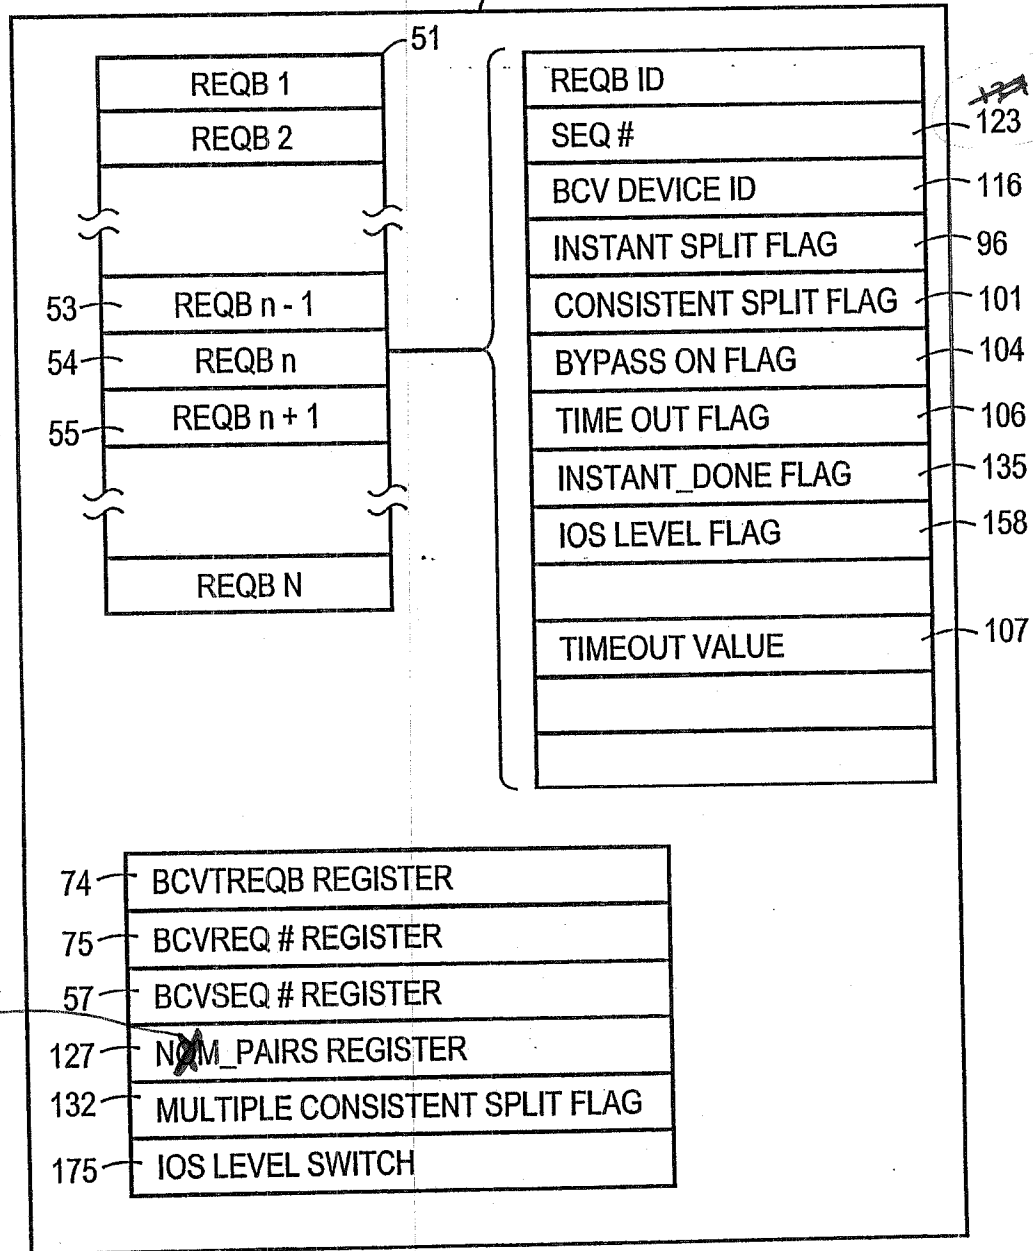 51
REQB 1
REQB 2
53
REQB n - 1
54
REQB n
55
REQB n + 1
REQB N
REQB ID
SEQ #
123
BCV DEVICE ID
116
INSTANT SPLIT FLAG
96
CONSISTENT SPLIT FLAG
101
BYPASS ON FLAG
104
TIME OUT FLAG
106
INSTANT_DONE FLAG
135
IOS LEVEL FLAG
158
TIMEOUT VALUE
107
74
BCVTREQB REGISTER
75
BCVREQ # REGISTER
57
BCVSEQ # REGISTER
127
NOM_PAIRS REGISTER
132
MULTIPLE CONSISTENT SPLIT FLAG
175
IOS LEVEL SWITCH